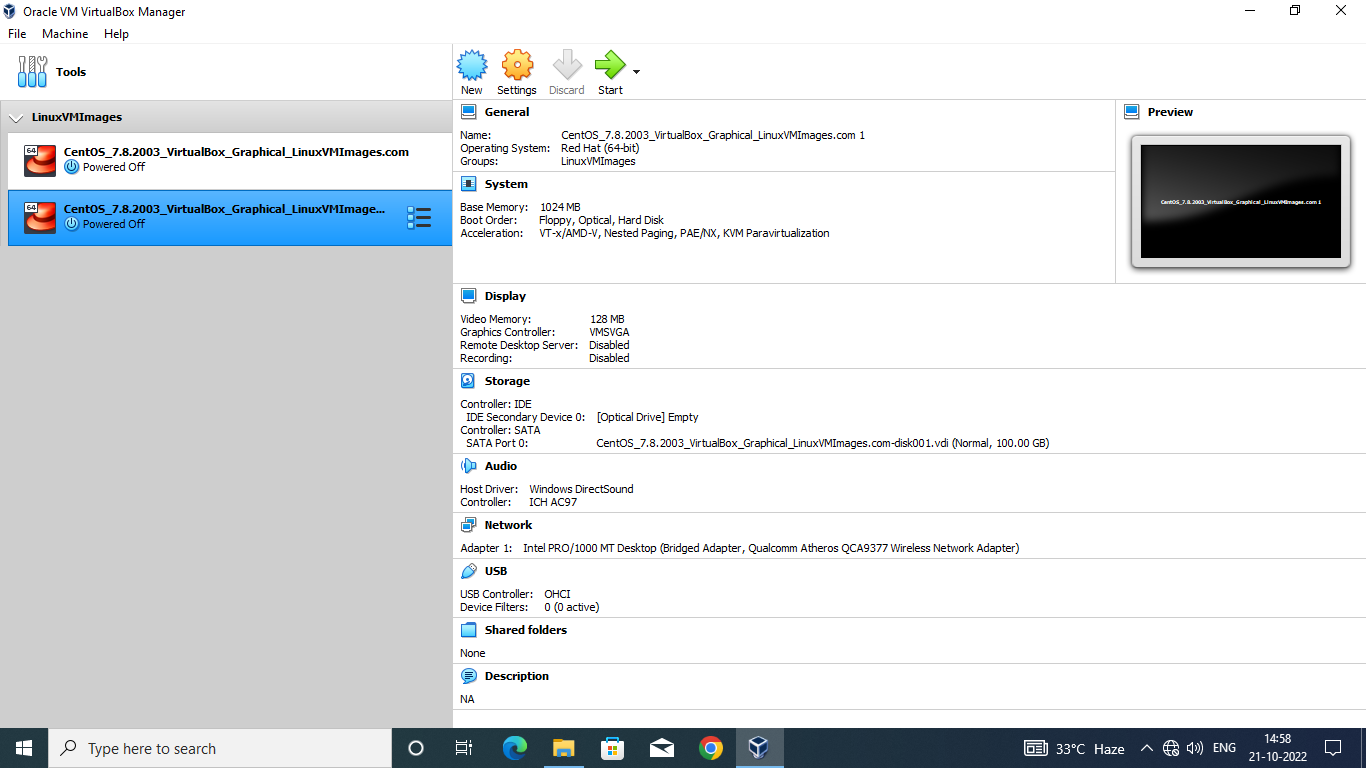 Oracle VM VirtualBox Manager
File Machine Help
Tools
New Settings Discard Start
LinuxVMImages
64
CentOS_7.8.2003_VirtualBox_Graphical_LinuxVMImages.com
Powered Off
64
CentOS_7.8.2003_VirtualBox_Graphical_LinuxVMImage...
Powered Off
General
Name: CentOS_7.8.2003_VirtualBox_Graphical_LinuxVMImages.com 1
Operating System: Red Hat (64-bit)
Groups: LinuxVMImages
Preview
CentOS_7.8.2003_VirtualBox_Graphical_LinuxVMImages.com 1
System
Base Memory: 1024 MB
Boot Order: Floppy, Optical, Hard Disk
Acceleration: VT-x/AMD-V, Nested Paging, PAE/NX, KVM Paravirtualization
Display
Video Memory: 128 MB
Graphics Controller: VMSVGA
Remote Desktop Server: Disabled
Recording: Disabled
Storage
Controller: IDE
IDE Secondary Device 0: [Optical Drive] Empty
Controller: SATA
SATA Port 0: CentOS_7.8.2003_VirtualBox_Graphical_LinuxVMImages.com-disk001.vdi (Normal, 100.00 GB)
Audio
Host Driver: Windows DirectSound
Controller: ICH AC97
Network
Adapter 1: Intel PRO/1000 MT Desktop (Bridged Adapter, Qualcomm Atheros QCA9377 Wireless Network Adapter)
USB
USB Controller: OHCI
Device Filters: 0 (0 active)
Shared folders
None
Description
NA
Type here to search
33°C Haze
ENG
14:58
21-10-2022